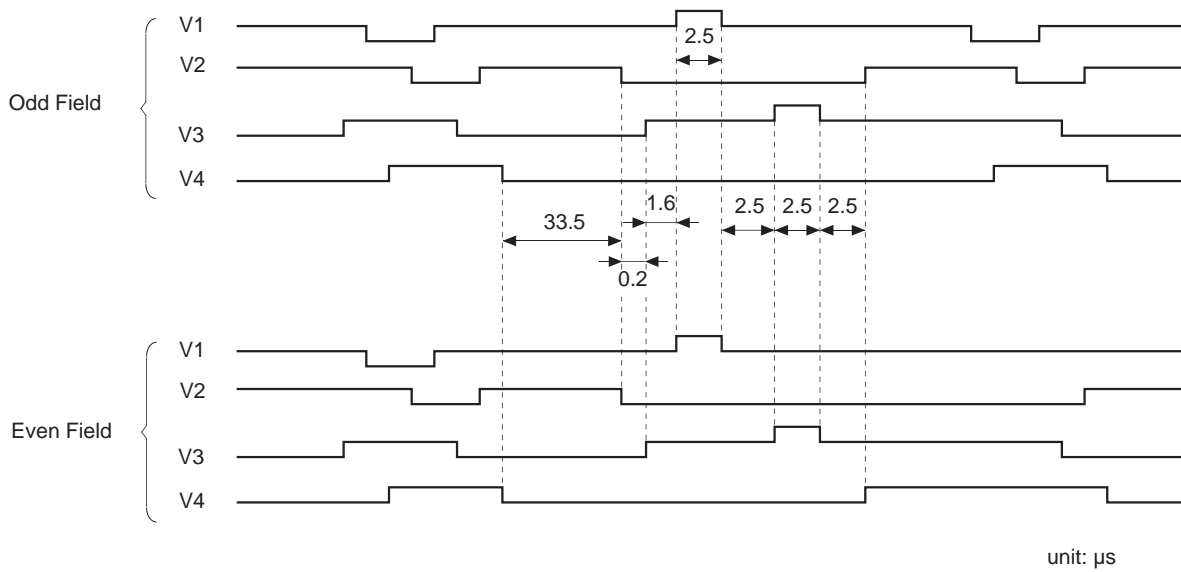 V1
2.5
V2
Odd Field
V3
V4
1.6
2.5 2.5 2.5
33.5
0.2
V1
V2
Even Field
V3
V4
unit: μs